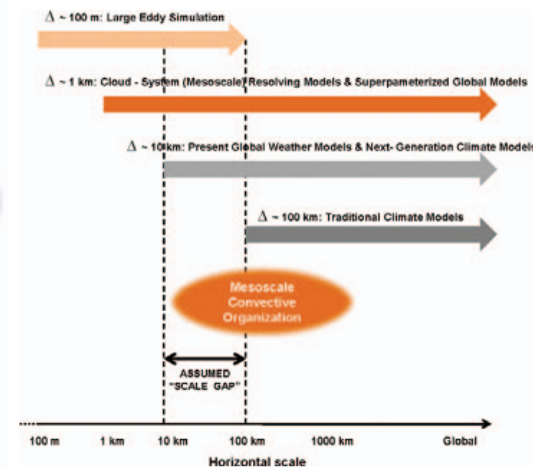 Δ ~ 100 m: Large Eddy Simulation
Δ ~ 1 km: Cloud - System (Mesoscale) Resolving Models & Superpameterized Global Models
Δ ~ 10 km: Present Global Weather Models & Next- Generation Climate Models
Δ ~ 100 km: Traditional Climate Models
Mesoscale
Convective
Organization
ASSUMED
"SCALE GAP"
100 m 1 km 10 km 100 km 1000 km Global
Horizontal scale